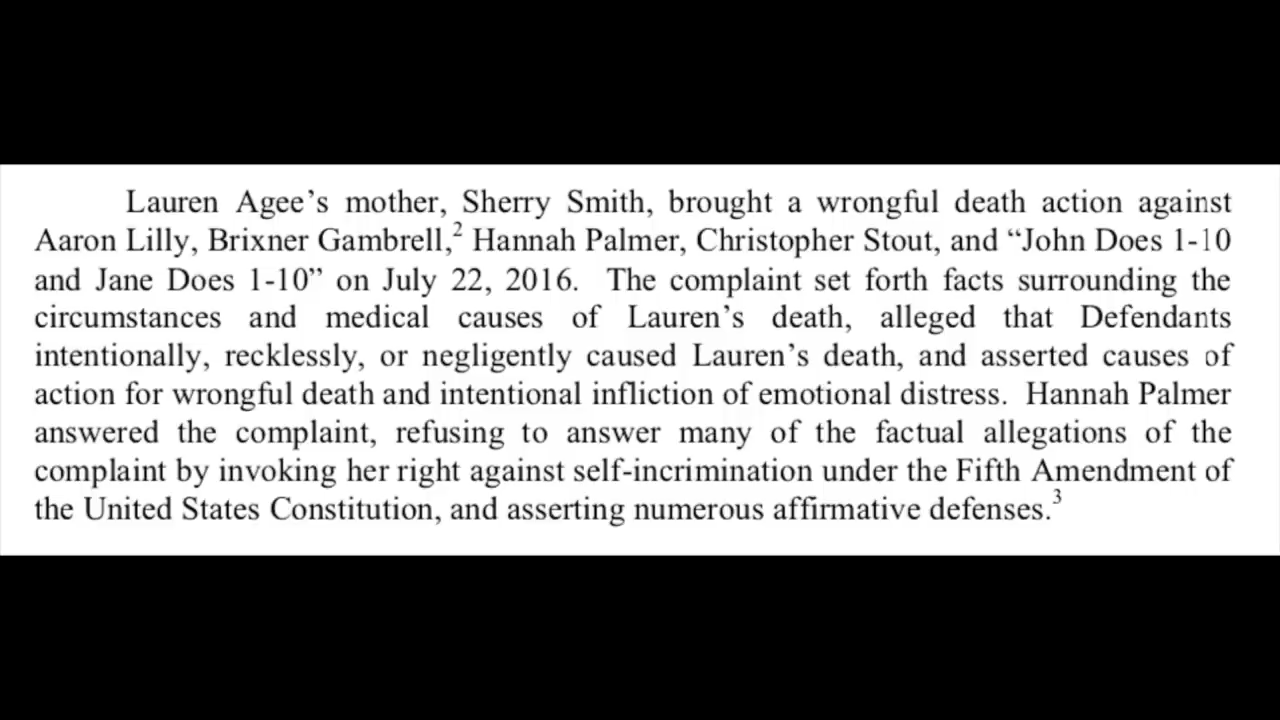 Lauren Agee's mother, Sherry Smith, brought a wrongful death action against
Aaron Lilly, Brixner Gambrell,2 Hannah Palmer, Christopher Stout, and “John Does 1-10
and Jane Does 1-10” on July 22, 2016. The complaint set forth facts surrounding the
circumstances and medical causes of Lauren's death, alleged that Defendants
intentionally, recklessly, or negligently caused Lauren's death, and asserted causes of
action for wrongful death and intentional infliction of emotional distress. Hannah Palmer
answered the complaint, refusing to answer many of the factual allegations of the
complaint by invoking her right against self-incrimination under the Fifth Amendment of
the United States Constitution, and asserting numerous affirmative defenses.3